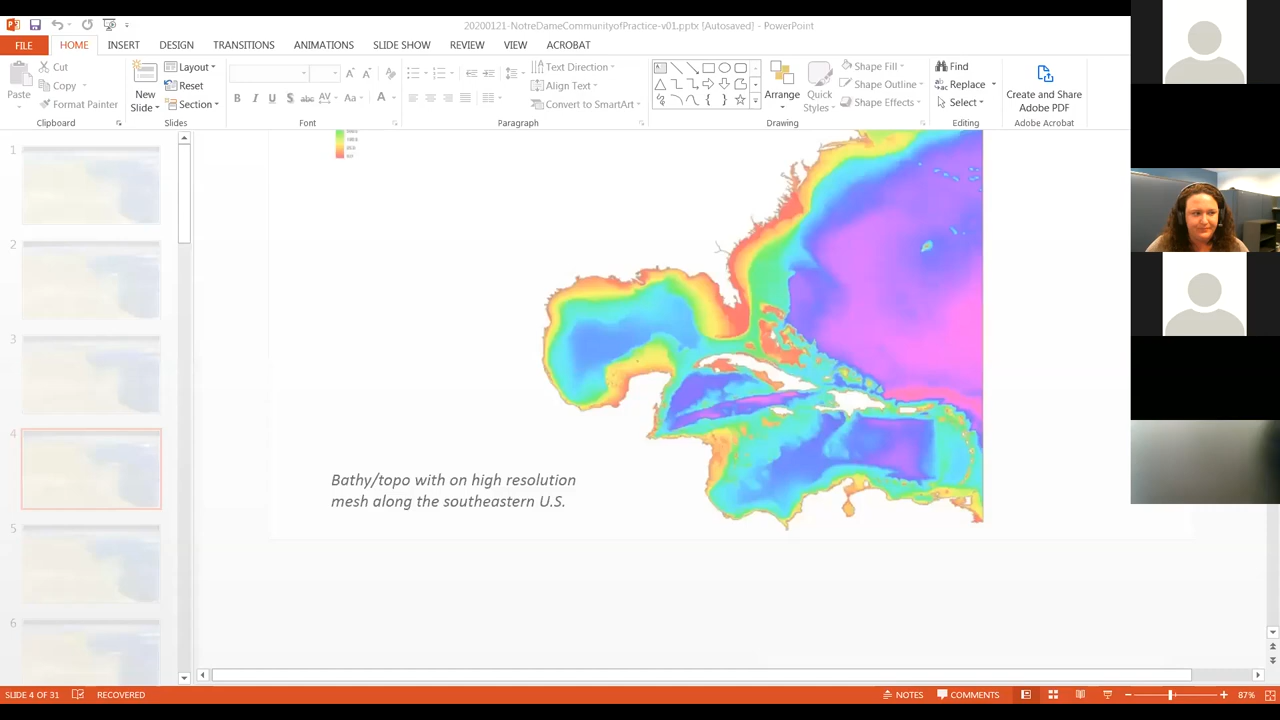 20200121-NotreDameCommunityofPractice-v01.pptx [Autosaved] - PowerPoint
FILE HOME INSERT DESIGN TRANSITIONS ANIMATIONS SLIDE SHOW REVIEW VIEW ACROBAT
Paste
Cut
Copy
Format Painter
Clipboard
New
Slide
Layout
Reset
Section
Slides
B I U S abc AV Aa A
Font
Text Direction
Align Text
Convert to SmartArt
Paragraph
Arrange
Quick
Styles
Shape Fill
Shape Outline
Shape Effects
Drawing
Find
Replace
Select
Editing
Create and Share
Adobe PDF
Adobe Acrobat
1
2
3
4
5
6
Bathy/topo with on high resolution
mesh along the southeastern U.S.
SLIDE 4 OF 31 RECOVERED NOTES COMMENTS 87%